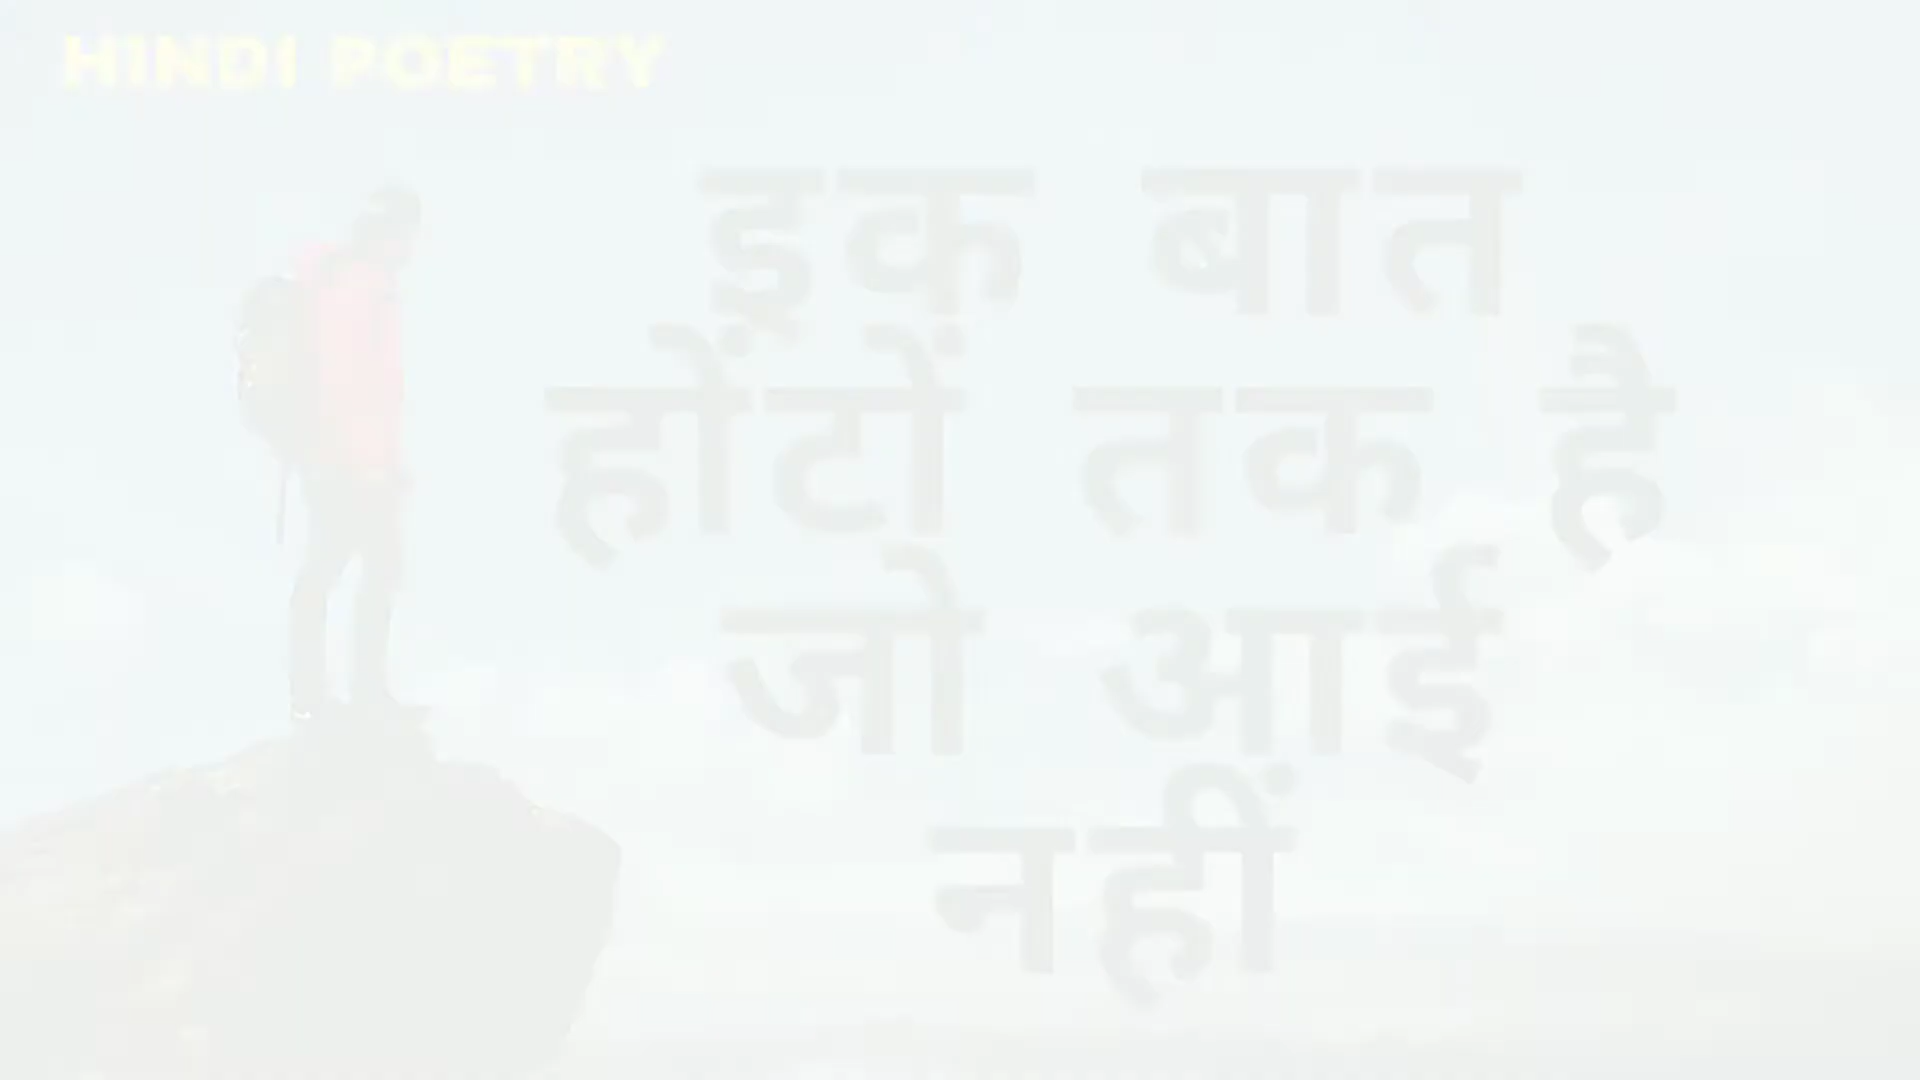 HINDI POETRY
इक बात
होंटों तक है
जो आई
नहीं